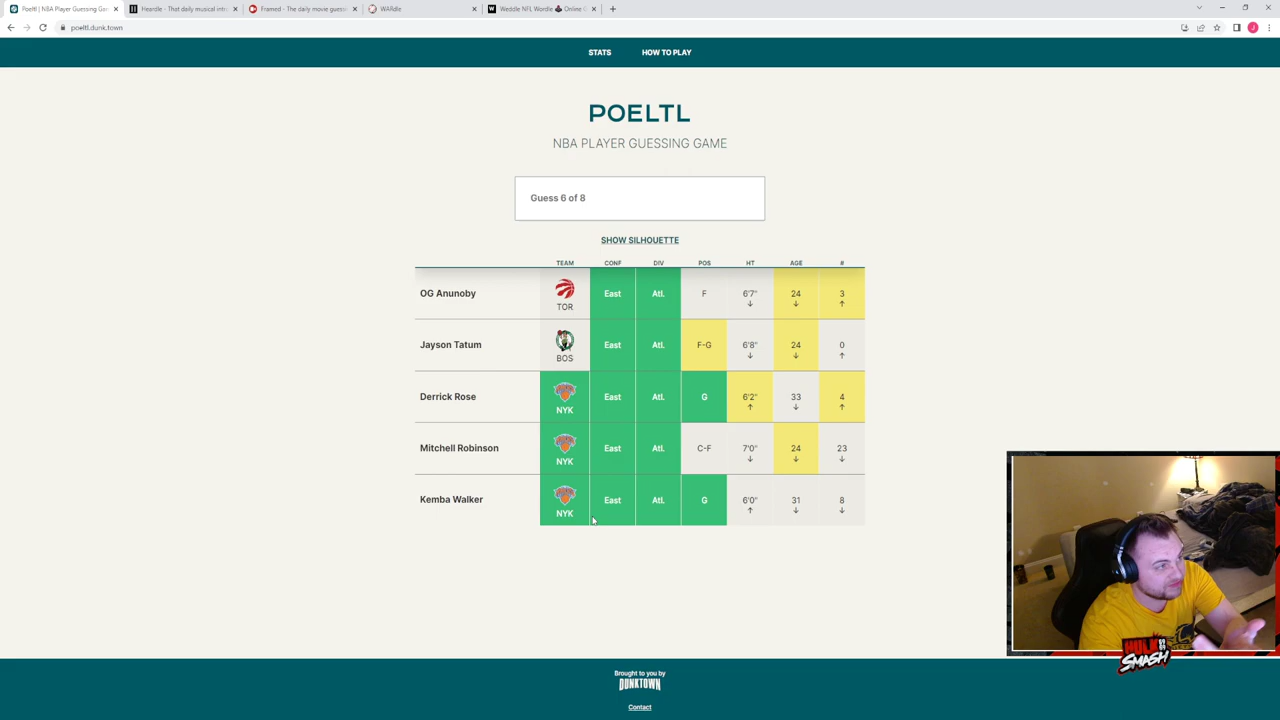 Poeltl | NBA Player Guessing Gam
Heardle - That daily musical intr
Framed - The daily movie guess
WARdle
Weddle NFL Wordle 🏈 Online G
poeltl.dunk.town
J
STATS
HOW TO PLAY
POELTL
NBA PLAYER GUESSING GAME
Guess 6 of 8
SHOW SILHOUETTE
TEAM CONF DIV POS HT AGE #
OG Anunoby TOR East Atl. F 6'7" ↓ 24 ↓ 3 ↑
Jayson Tatum BOS East Atl. F-G 6'8" ↓ 24 ↓ 0 ↑
Derrick Rose NYK East Atl. G 6'2" ↑ 33 ↓ 4 ↑
Mitchell Robinson NYK East Atl. C-F 7'0" ↓ 24 ↓ 23 ↓
Kemba Walker NYK East Atl. G 6'0" ↑ 31 ↓ 8 ↓
Brought to you by
DUNKTOWN
Contact
HULK
SMASH